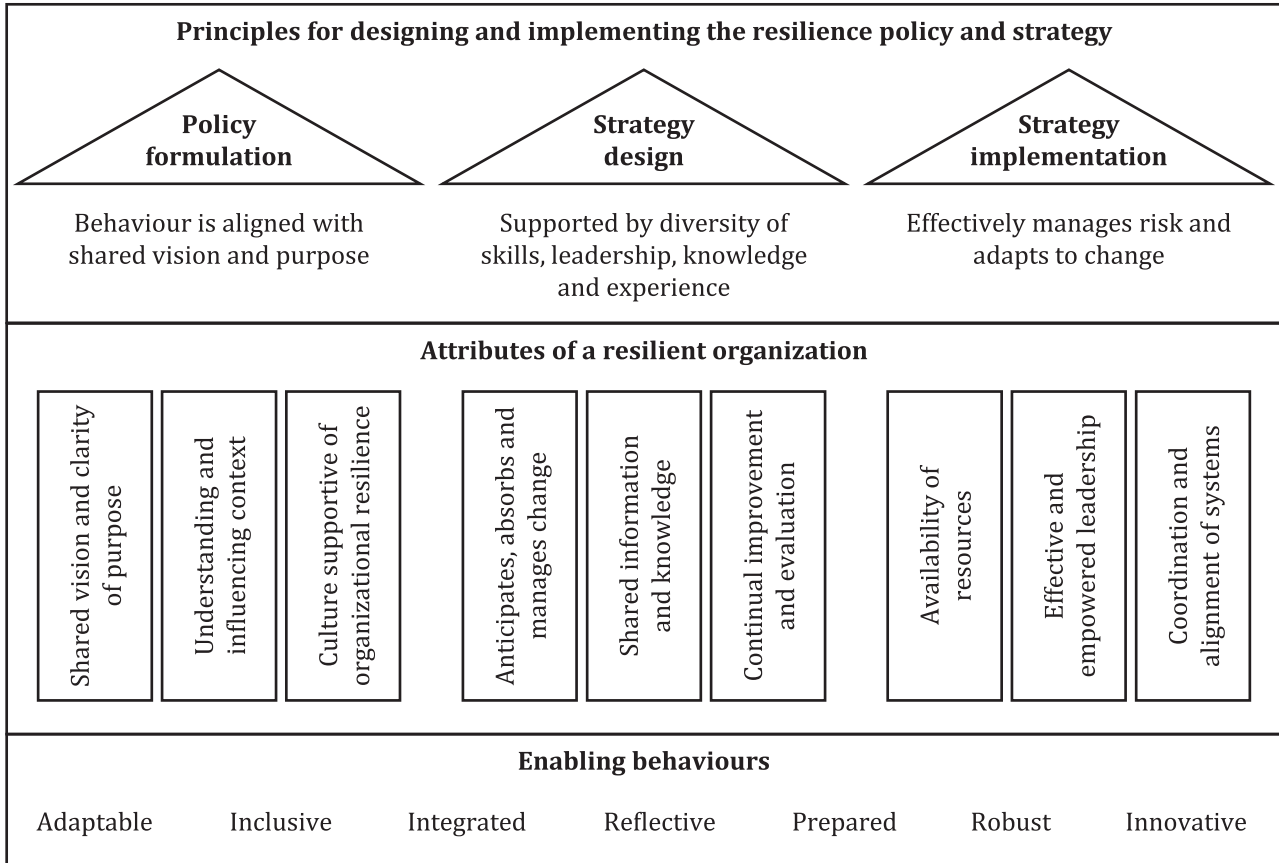 Principles for designing and implementing the resilience policy and strategy
Policy
formulation
Behaviour is aligned with
shared vision and purpose
Strategy
design
Supported by diversity of
skills, leadership, knowledge
and experience
Strategy
implementation
Effectively manages risk and
adapts to change
Attributes of a resilient organization
Shared vision and clarity
of purpose
Understanding and
influencing context
Culture supportive of
organizational resilience
Anticipates, absorbs and
manages change
Shared information
and knowledge
Continual improvement
and evaluation
Availability of
resources
Effective and
empowered leadership
Coordination and
alignment of systems
Enabling behaviours
Adaptable Inclusive Integrated Reflective Prepared Robust Innovative